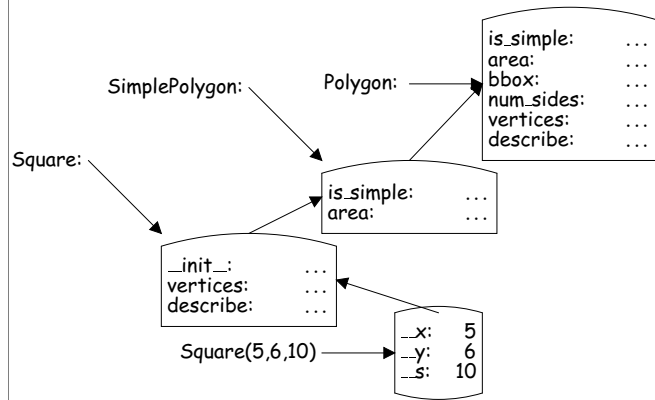 is_simple: ...
area: ...
bbox: ...
num_sides: ...
vertices: ...
describe: ...
Polygon:
SimplePolygon:
Square:
is_simple: ...
area: ...
__init__: ...
vertices: ...
describe: ...
Square(5,6,10)
__x: 5
__y: 6
__s: 10